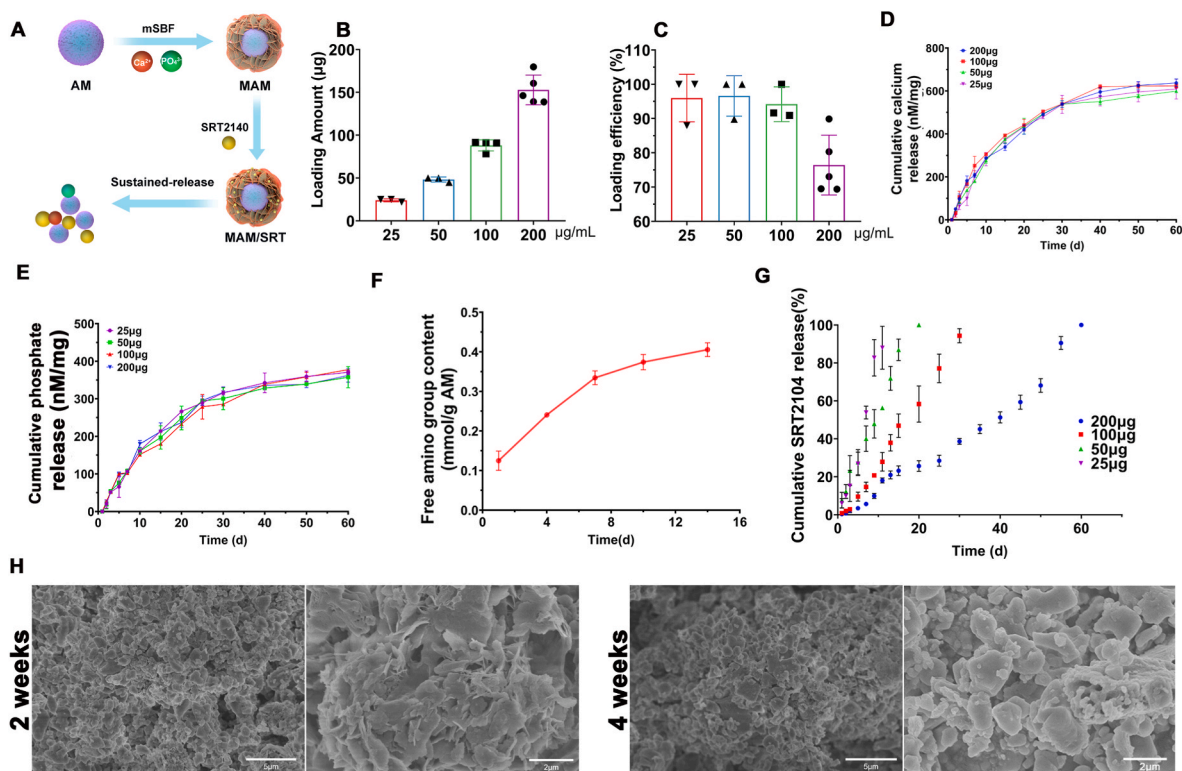 A
mSBF
Ca²⁺ PO₄³⁻
AM
MAM
SRT2140
Sustained-release
MAM/SRT
B
Loading Amount (µg)
200
150
100
50
0
25 50 100 200 µg/mL
C
Loading efficiency (%)
110
100
90
80
70
60
25 50 100 200 µg/mL
D
Cumulative calcium
release (nM/mg)
800
600
400
200
0
200µg
100µg
50µg
25µg
0 10 20 30 40 50 60
Time (d)
E
Cumulative phosphate
release (nM/mg)
500
400
300
200
100
0
25µg
50µg
100µg
200µg
0 10 20 30 40 50 60
Time (d)
F
Free amino group content
(mmol/g AM)
0.5
0.4
0.3
0.2
0.1
0.0
0 4 8 12 16
Time(d)
G
Cumulative SRT2104 release(%)
100
80
60
40
20
0
200µg
100µg
50µg
25µg
0 20 40 60
Time (d)
H
2 weeks
5µm
2µm
4 weeks
5µm
2µm